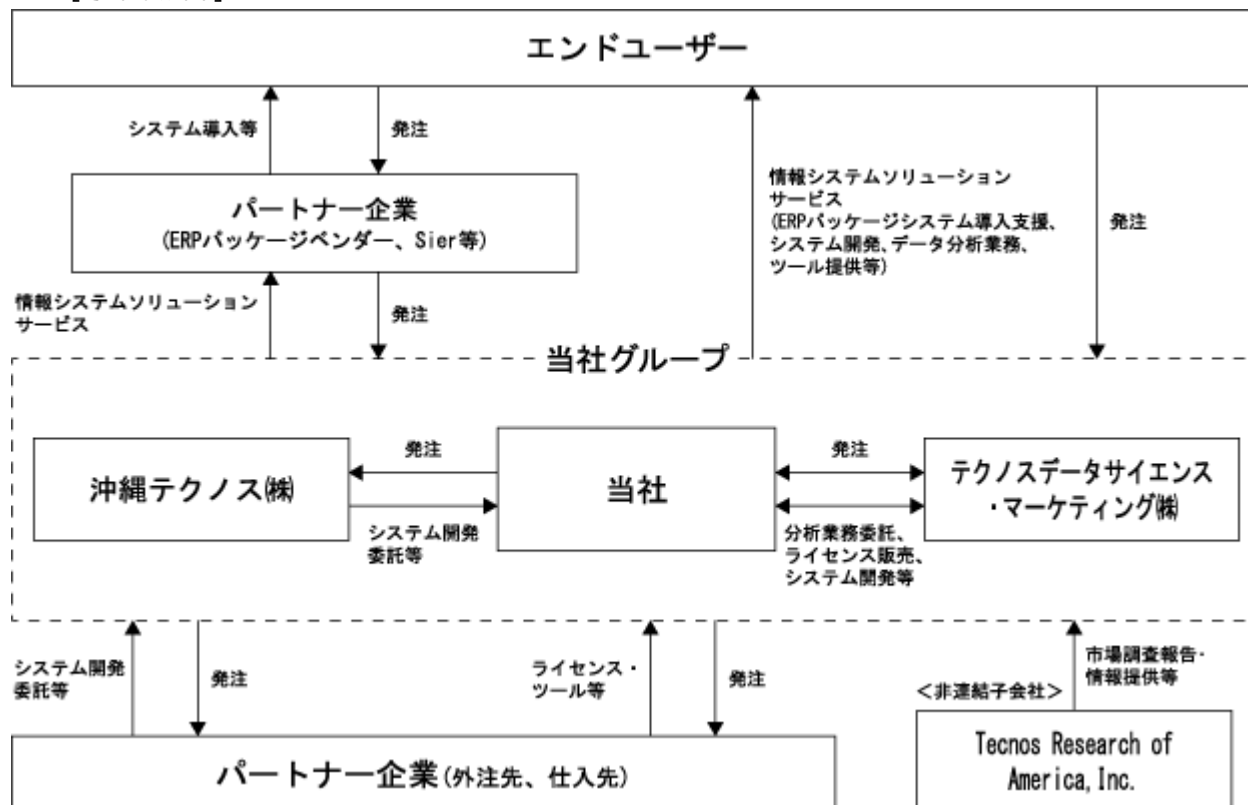 エンドユーザー
システム導入等
発注
パートナー企業
(ERPパッケージベンダー、Sier等)
情報システムソリューション
サービス
(ERPパッケージシステム導入支援、
システム開発、データ分析業務、
ツール提供等)
発注
情報システムソリューション
サービス
発注
当社グループ
沖縄テクノス㈱
発注
システム開発
委託等
当社
発注
分析業務委託、
ライセンス販売、
システム開発等
テクノスデータサイエンス
・マーケティング㈱
システム開発
委託等
発注
ライセンス・
ツール等
発注
市場調査報告・
情報提供等
＜非連結子会社＞
パートナー企業(外注先、仕入先)
Tecnos Research of
America, Inc.